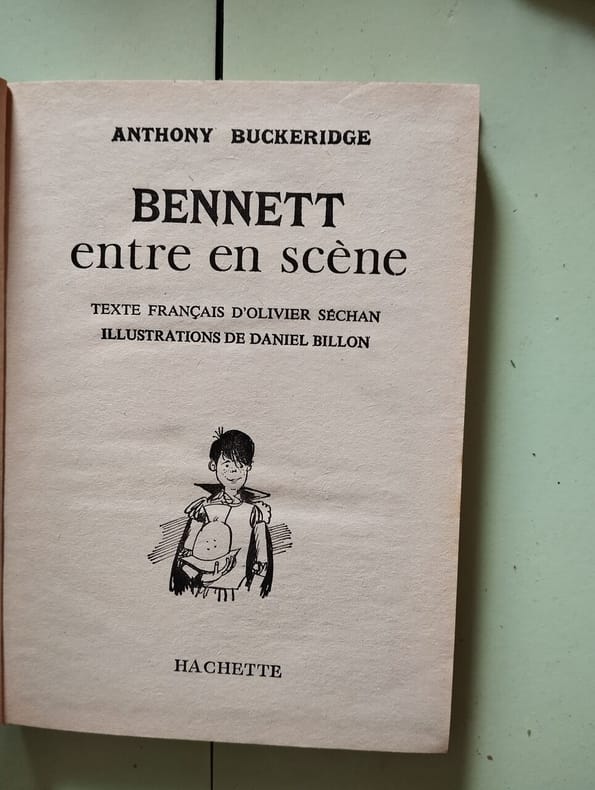 ANTHONY BUCKERIDGE
BENNETT
entre en scène
TEXTE FRANÇAIS D'OLIVIER SÉCHAN
ILLUSTRATIONS DE DANIEL BILLON
HACHETTE